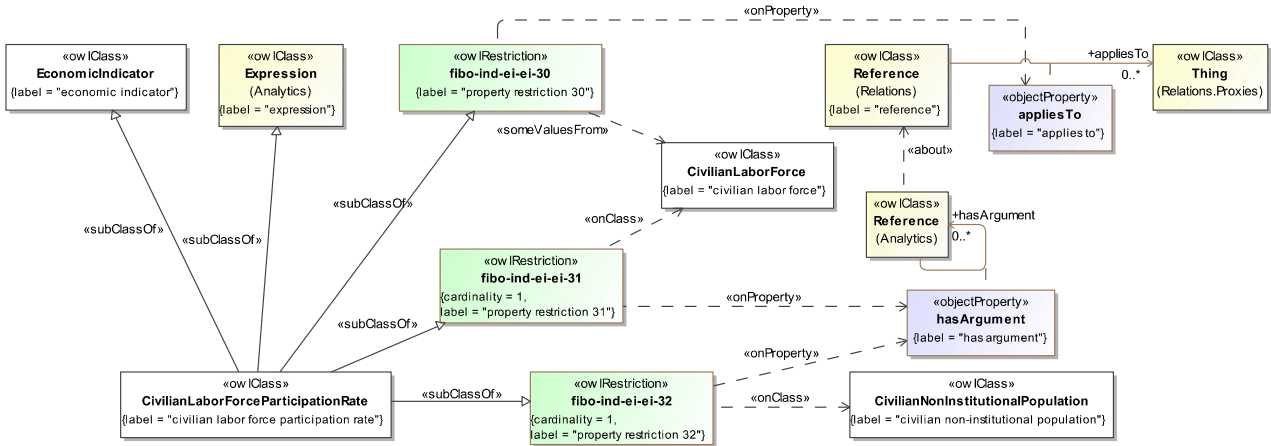 «onProperty»
«owlClass»
EconomicIndicator
{label = "economic indicator"}
«owlClass»
Expression
(Analytics)
{label = "expression"}
«owlRestriction»
fibo-ind-ei-ei-30
{label = "property restriction 30"}
«owlClass»
Reference
(Relations)
{label = "reference"}
+appliesTo
0..*
«owlClass»
Thing
(Relations.Proxies)
«objectProperty»
appliesTo
{label = "applies to"}
«someValuesFrom»
«owlClass»
CivilianLaborForce
{label = "civilian labor force"}
«about»
«subClassOf»
«subClassOf»
«subClassOf»
«onClass»
«owlClass»
Reference
(Analytics)
+hasArgument
0..*
«owlRestriction»
fibo-ind-ei-ei-31
{cardinality = 1,
label = "property restriction 31"}
«onProperty»
«objectProperty»
hasArgument
{label = "has argument"}
«subClassOf»
«onProperty»
«owlClass»
CivilianLaborForceParticipationRate
{label = "civilian labor force participation rate"}
«subClassOf»
«owlRestriction»
fibo-ind-ei-ei-32
{cardinality = 1,
label = "property restriction 32"}
«onClass»
«owlClass»
CivilianNonInstitutionalPopulation
{label = "civilian non-institutional population"}